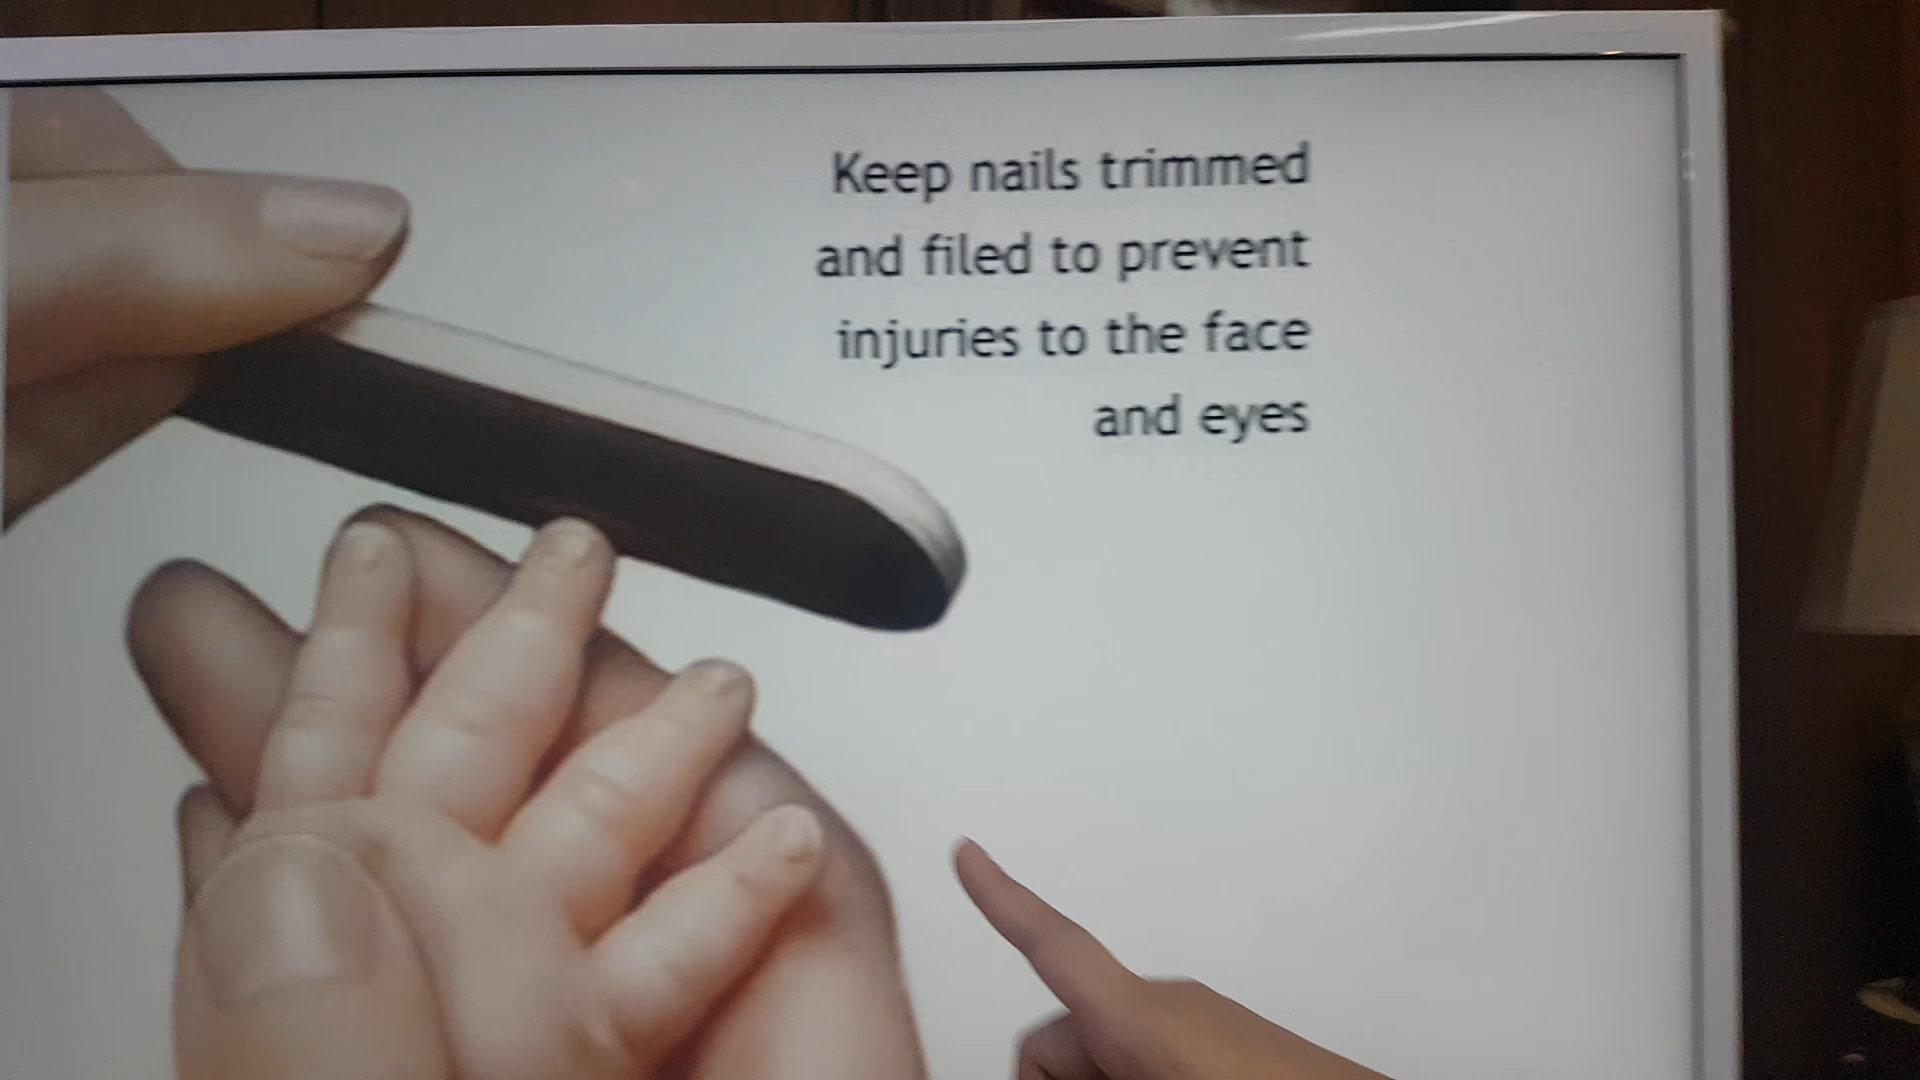 Keep nails trimmed
and filed to prevent
injuries to the face
and eyes